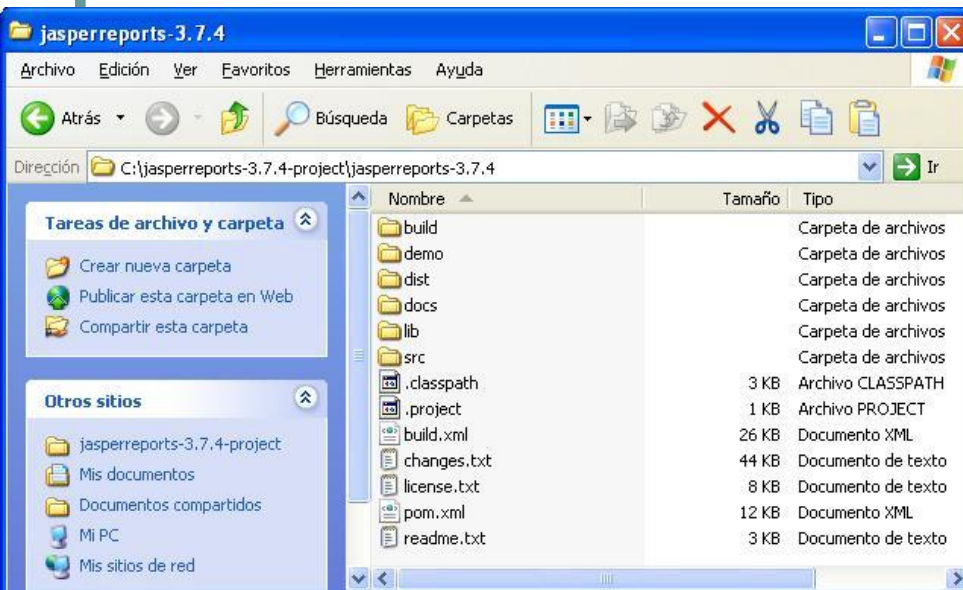 jasperreports-3.7.4
Archivo Edición Ver Favoritos Herramientas Ayuda
Atrás Búsqueda Carpetas
Dirección C:\jasperreports-3.7.4-project\jasperreports-3.7.4 Ir
Tareas de archivo y carpeta
Crear nueva carpeta
Publicar esta carpeta en Web
Compartir esta carpeta
Otros sitios
jasperreports-3.7.4-project
Mis documentos
Documentos compartidos
Mi PC
Mis sitios de red
Nombre Tamaño Tipo
build Carpeta de archivos
demo Carpeta de archivos
dist Carpeta de archivos
docs Carpeta de archivos
lib Carpeta de archivos
src Carpeta de archivos
.classpath 3 KB Archivo CLASSPATH
.project 1 KB Archivo PROJECT
build.xml 26 KB Documento XML
changes.txt 44 KB Documento de texto
license.txt 8 KB Documento de texto
pom.xml 12 KB Documento XML
readme.txt 3 KB Documento de texto